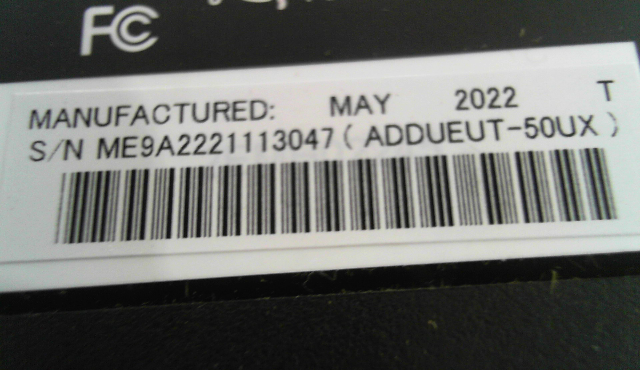 FC
MANUFACTURED: MAY 2022 T
S/N ME9A2221113047 ( ADDUEUT-50UX )